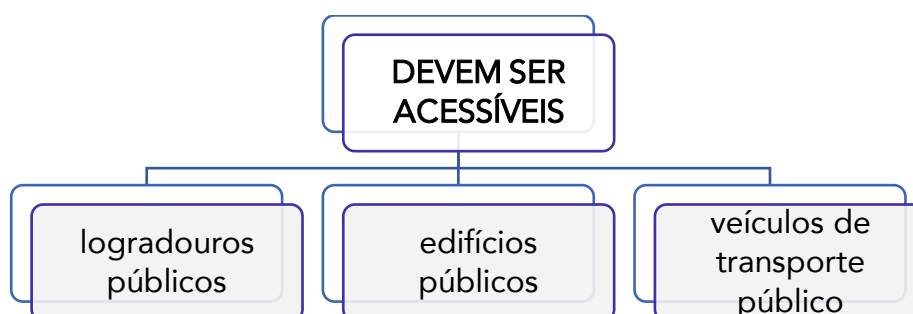 DEVEM SER
ACESSÍVEIS
logradouros
públicos
edifícios
públicos
veículos de
transporte
público